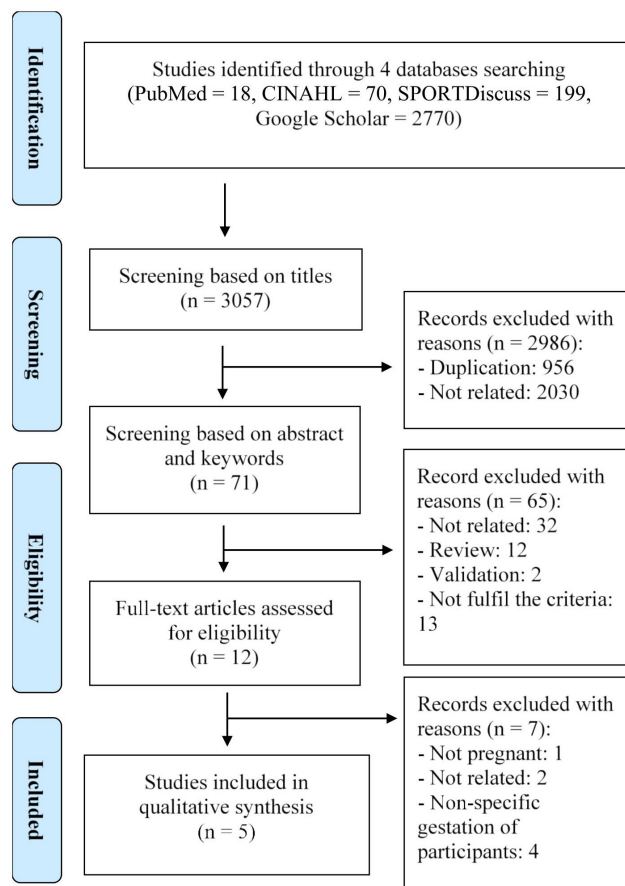 Identification
Studies identified through 4 databases searching
(PubMed = 18, CINAHL = 70, SPORTDiscuss = 199,
Google Scholar = 2770)
Screening
Screening based on titles
(n = 3057)
Records excluded with
reasons (n = 2986):
- Duplication: 956
- Not related: 2030
Screening based on abstract
and keywords
(n = 71)
Eligibility
Record excluded with
reasons (n = 65):
- Not related: 32
- Review: 12
- Validation: 2
- Not fulfil the criteria:
13
Full-text articles assessed
for eligibility
(n = 12)
Included
Records excluded with
reasons (n = 7):
- Not pregnant: 1
- Not related: 2
- Non-specific
gestation of
participants: 4
Studies included in
qualitative synthesis
(n = 5)